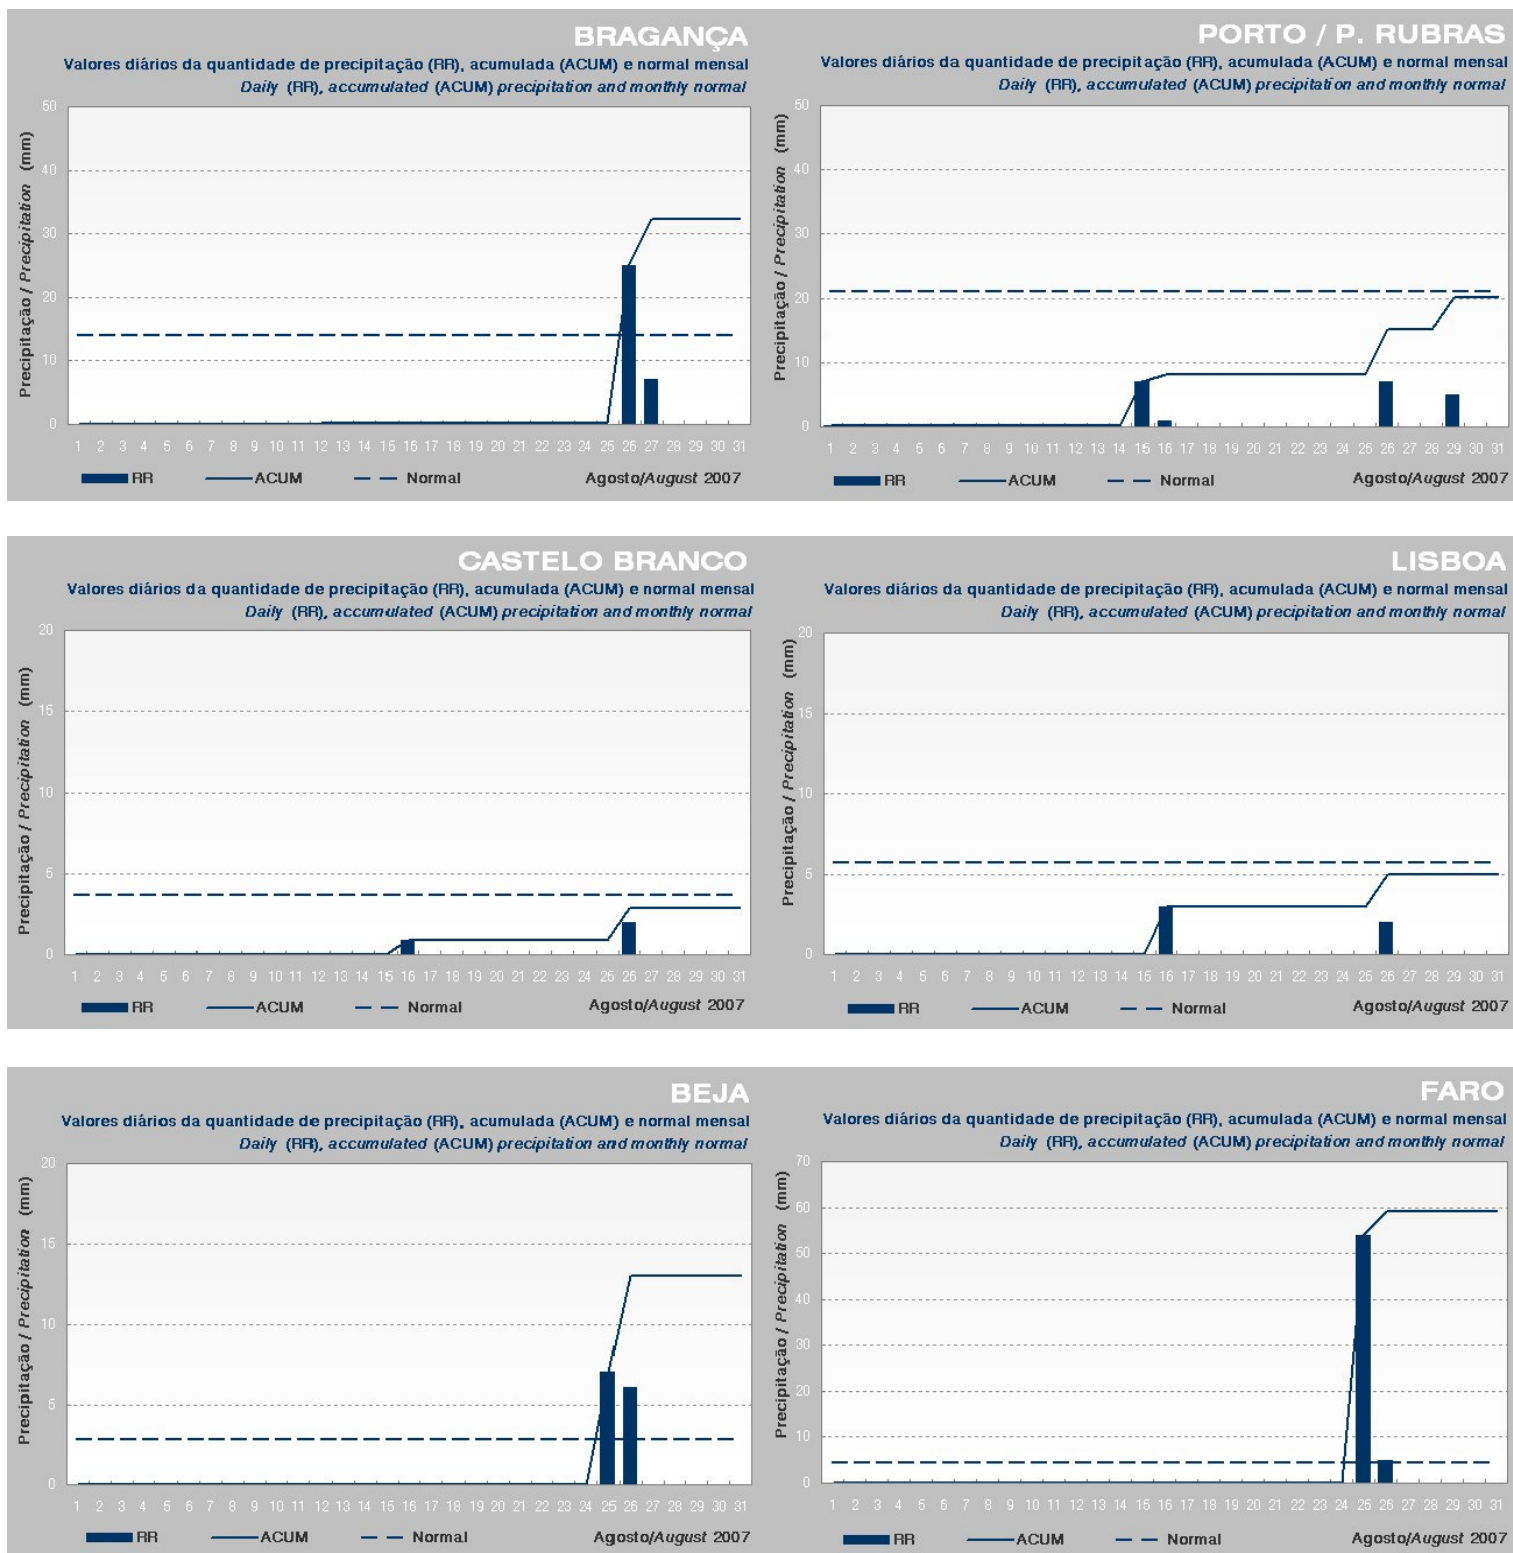 BRAGANÇA
Valores diários da quantidade de precipitação (RR), acumulada (ACUM) e normal mensal
Daily (RR), accumulated (ACUM) precipitation and monthly normal
Precipitação / Precipitation (mm)
50
40
30
20
10
0
1 2 3 4 5 6 7 8 9 10 11 12 13 14 15 16 17 18 19 20 21 22 23 24 25 26 27 28 29 30 31
RR ACUM Normal Agosto/August 2007
PORTO / P. RUBRAS
Valores diários da quantidade de precipitação (RR), acumulada (ACUM) e normal mensal
Daily (RR), accumulated (ACUM) precipitation and monthly normal
Precipitação / Precipitation (mm)
50
40
30
20
10
0
1 2 3 4 5 6 7 8 9 10 11 12 13 14 15 16 17 18 19 20 21 22 23 24 25 26 27 28 29 30 31
RR ACUM Normal Agosto/August 2007
CASTELO BRANCO
Valores diários da quantidade de precipitação (RR), acumulada (ACUM) e normal mensal
Daily (RR), accumulated (ACUM) precipitation and monthly normal
Precipitação / Precipitation (mm)
20
15
10
5
0
1 2 3 4 5 6 7 8 9 10 11 12 13 14 15 16 17 18 19 20 21 22 23 24 25 26 27 28 29 30 31
RR ACUM Normal Agosto/August 2007
LISBOA
Valores diários da quantidade de precipitação (RR), acumulada (ACUM) e normal mensal
Daily (RR), accumulated (ACUM) precipitation and monthly normal
Precipitação / Precipitation (mm)
20
15
10
5
0
1 2 3 4 5 6 7 8 9 10 11 12 13 14 15 16 17 18 19 20 21 22 23 24 25 26 27 28 29 30 31
RR ACUM Normal Agosto/August 2007
BEJA
Valores diários da quantidade de precipitação (RR), acumulada (ACUM) e normal mensal
Daily (RR), accumulated (ACUM) precipitation and monthly normal
Precipitação / Precipitation (mm)
20
15
10
5
0
1 2 3 4 5 6 7 8 9 10 11 12 13 14 15 16 17 18 19 20 21 22 23 24 25 26 27 28 29 30 31
RR ACUM Normal Agosto/August 2007
FARO
Valores diários da quantidade de precipitação (RR), acumulada (ACUM) e normal mensal
Daily (RR), accumulated (ACUM) precipitation and monthly normal
Precipitação / Precipitation (mm)
70
60
50
40
30
20
10
0
1 2 3 4 5 6 7 8 9 10 11 12 13 14 15 16 17 18 19 20 21 22 23 24 25 26 27 28 29 30 31
RR ACUM Normal Agosto/August 2007